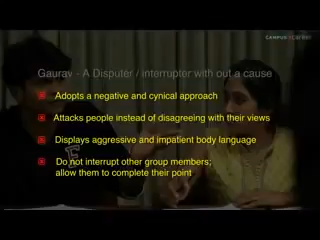 CAMPUS
Gaurav - A Disputer / interrupter with out a cause
Adopts a negative and cynical approach
Attacks people instead of disagreeing with their views
Displays aggressive and impatient body language
Do not interrupt other group members;
allow them to complete their point